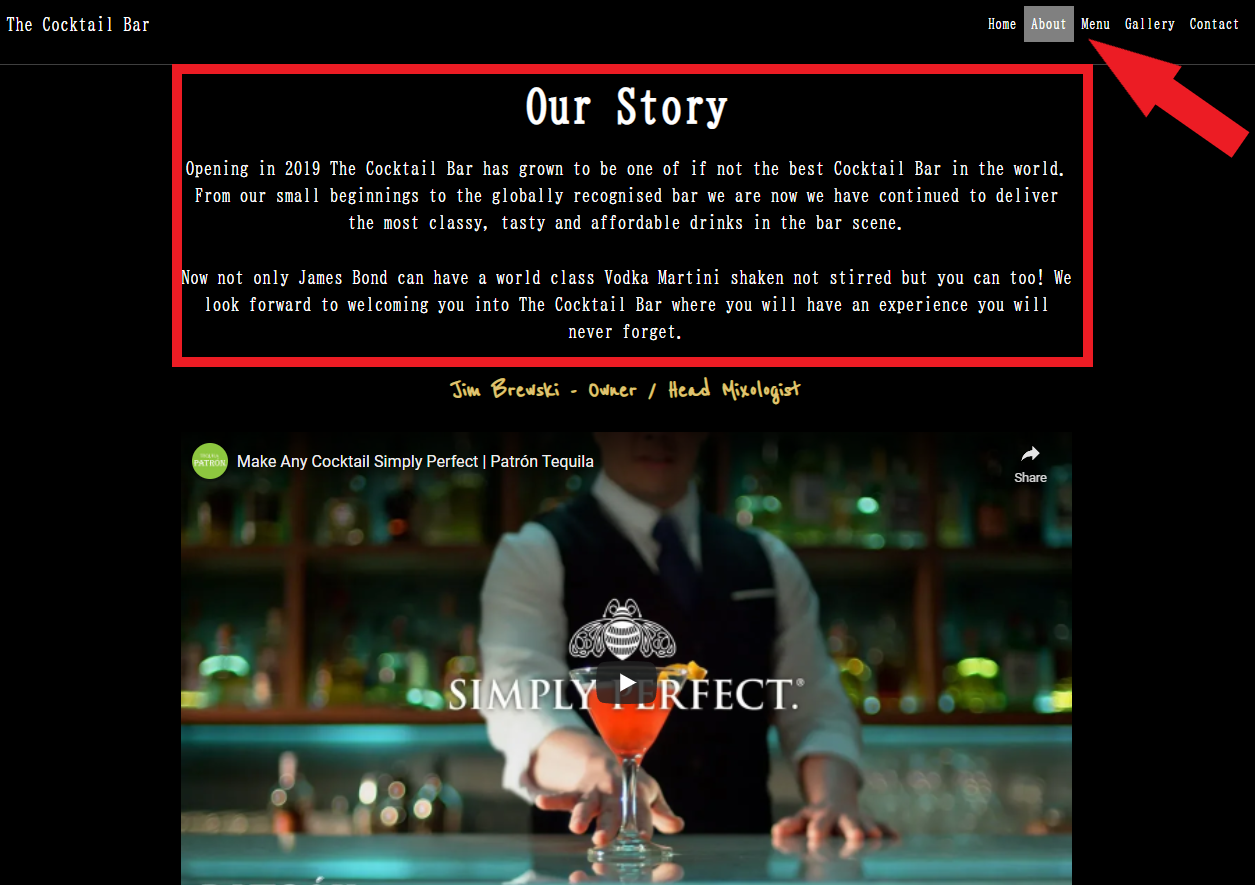 The Cocktail Bar
Home About Menu Gallery Contact
Our Story
Opening in 2019 The Cocktail Bar has grown to be one of if not the best Cocktail Bar in the world.
From our small beginnings to the globally recognised bar we are now we have continued to deliver
the most classy, tasty and affordable drinks in the bar scene.
Now not only James Bond can have a world class Vodka Martini shaken not stirred but you can too! We
look forward to welcoming you into The Cocktail Bar where you will have an experience you will
never forget.
Jim Brewski - Owner / Head Mixologist
PATRÓN
Make Any Cocktail Simply Perfect | Patrón Tequila
Share
SIMPLY PERFECT.®